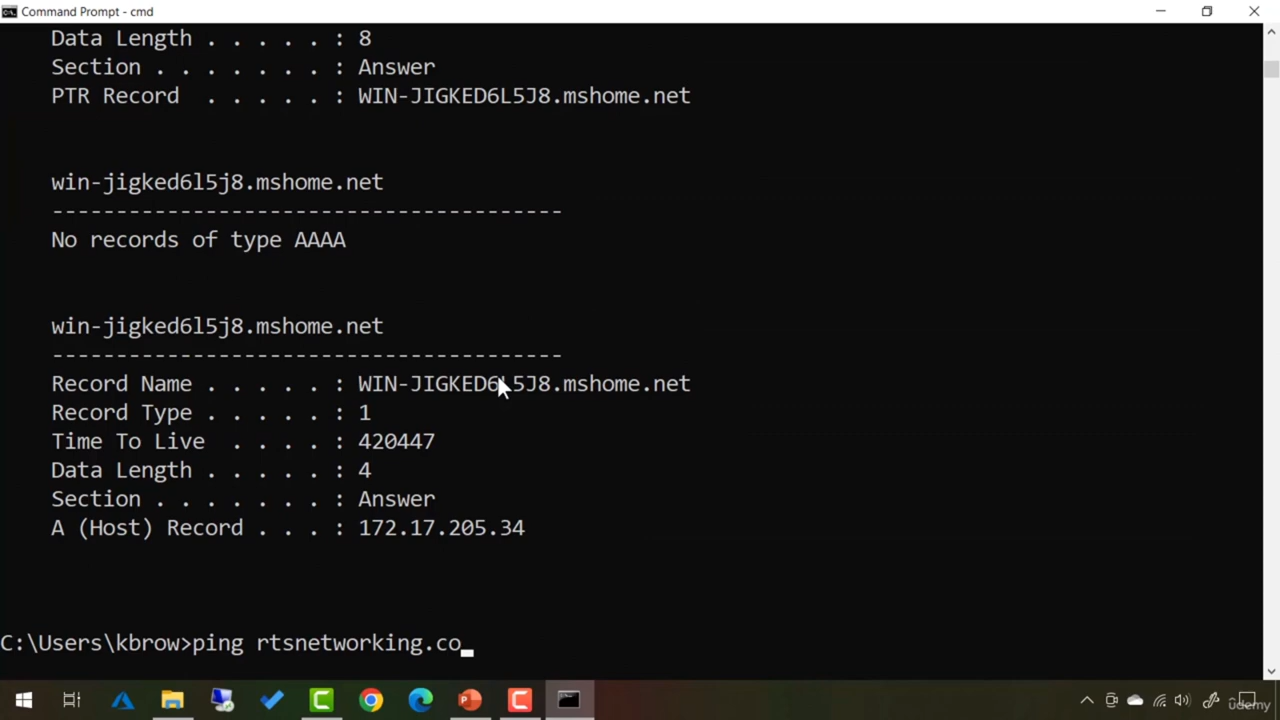 Command Prompt - cmd
Data Length . . . . . : 8
Section . . . . . . . : Answer
PTR Record  . . . . . : WIN-JIGKED6L5J8.mshome.net
win-jigked6l5j8.mshome.net
----------------------------------------
No records of type AAAA
win-jigked6l5j8.mshome.net
----------------------------------------
Record Name . . . . . : WIN-JIGKED6L5J8.mshome.net
Record Type . . . . . : 1
Time To Live  . . . . : 420447
Data Length . . . . . : 4
Section . . . . . . . : Answer
A (Host) Record . . . : 172.17.205.34
C:\Users\kbrow>ping rtsnetworking.co_
udemy